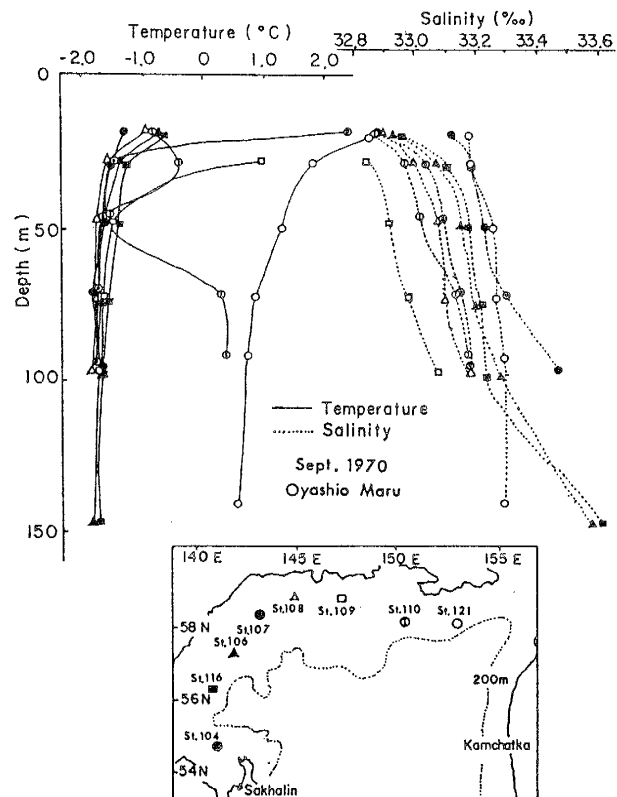 Temperature (°C)
Salinity (‰)
-2.0 -1.0 0 1.0 2.0
32.8 33.0 33.2 33.4 33.6
0
50
100
150
Depth (m)
Temperature
Salinity
Sept. 1970
Oyashio Maru
140 E 145 E 150 E 155 E
58 N
56 N
54 N
St.108
St.109
St.110
St.121
St.107
St.106
St.116
St.104
200m
Kamchatka
Sakhalin